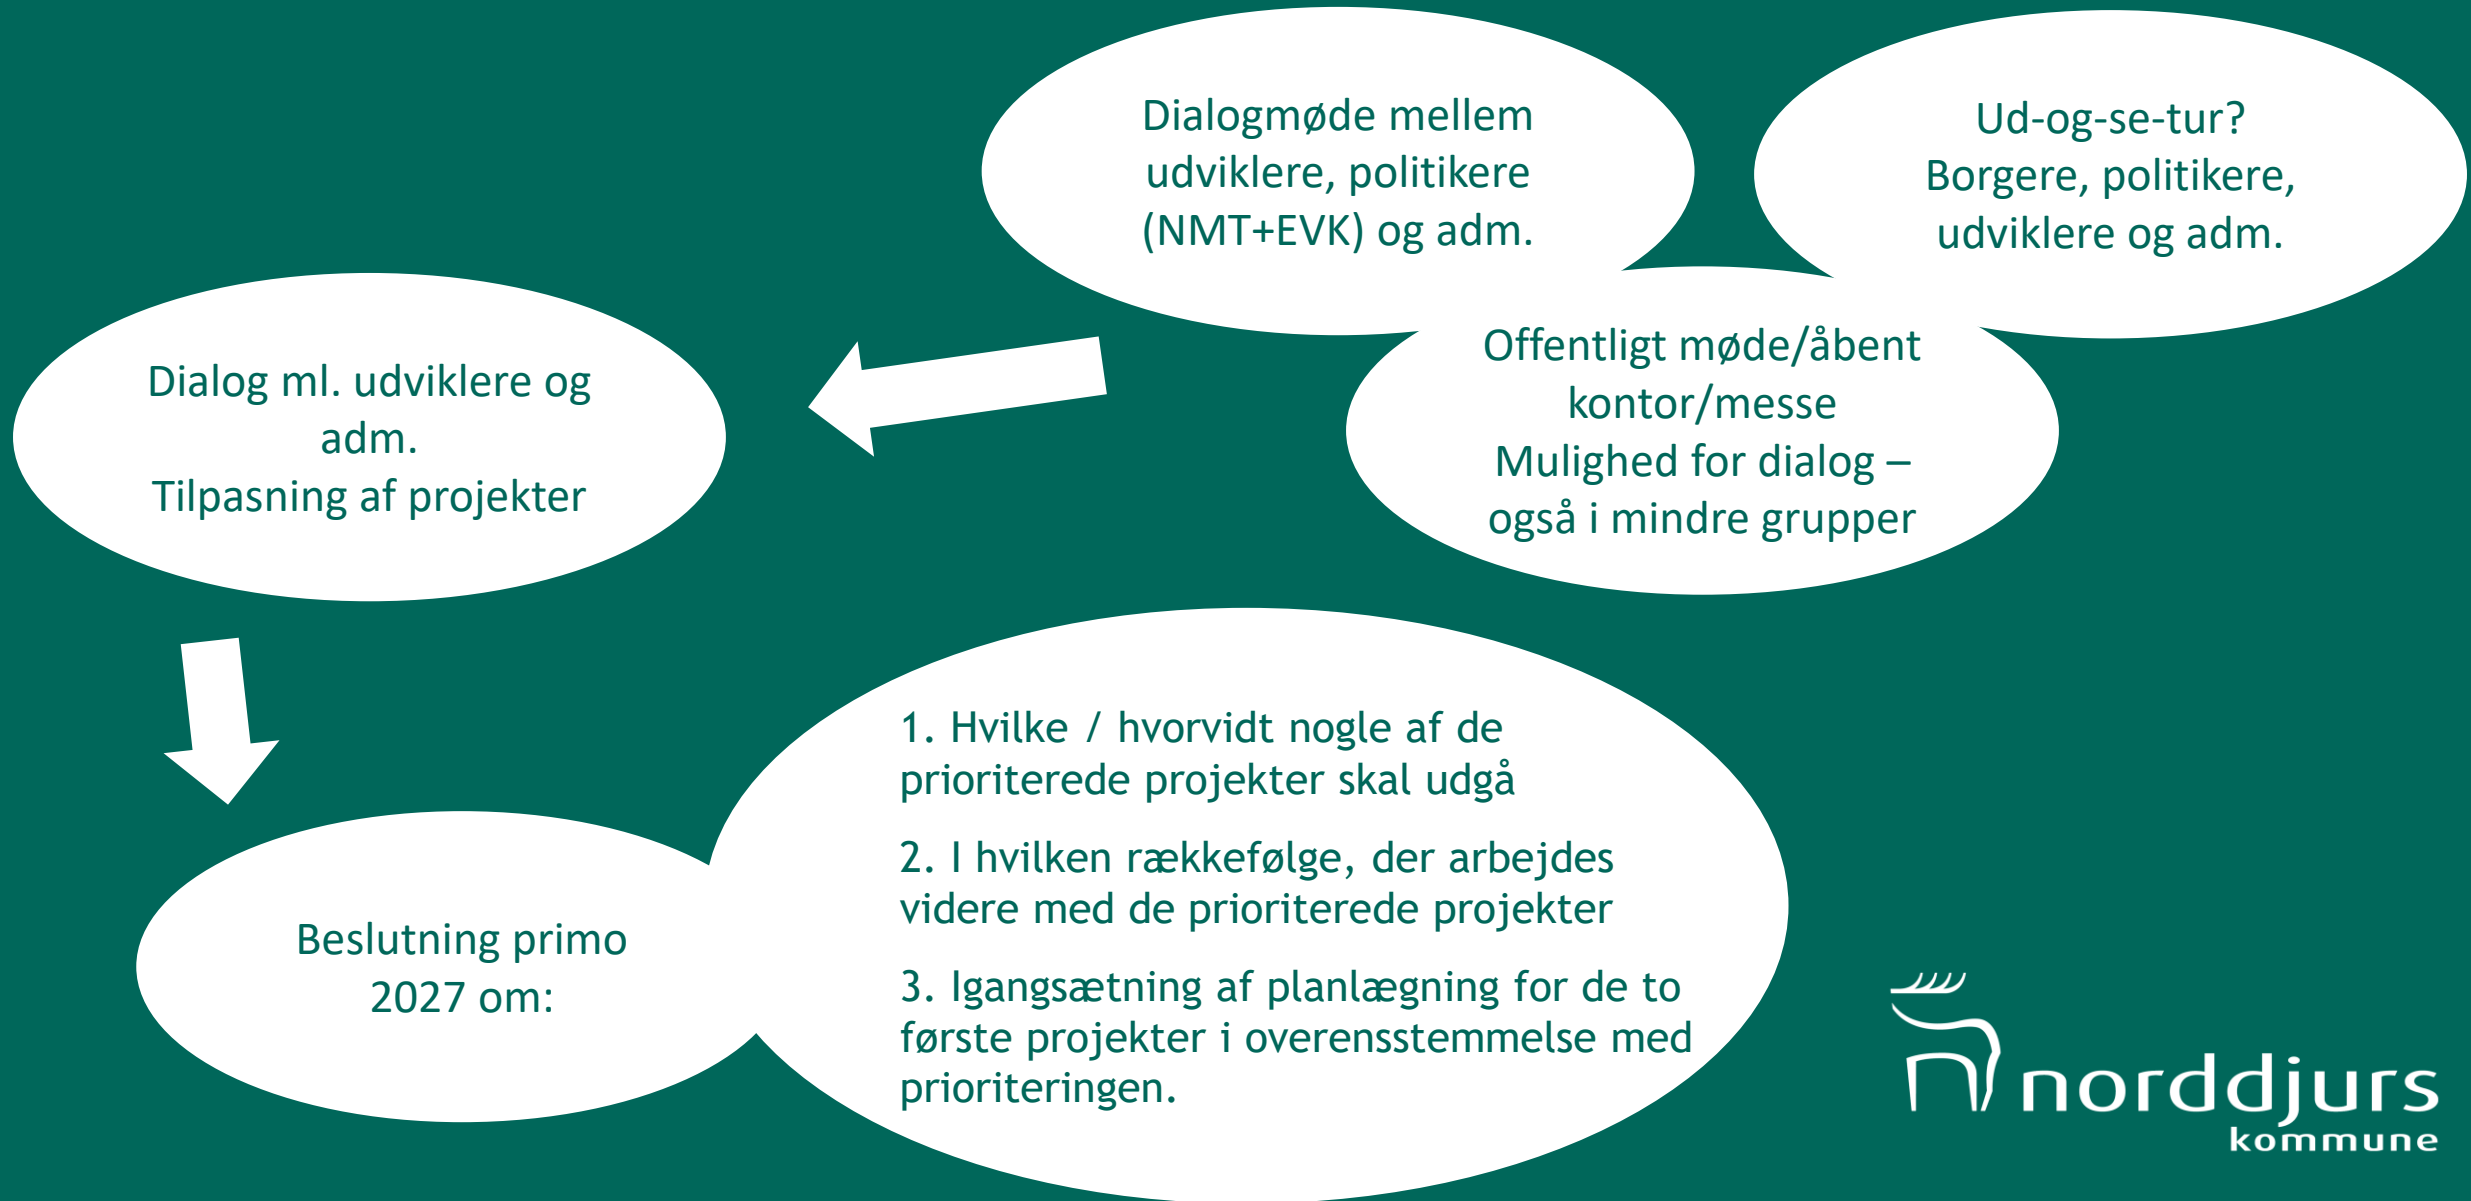 Dialogmøde mellem
udviklere, politikere
(NMT+EVK) og adm.
Ud-og-se-tur?
Borgere, politikere,
udviklere og adm.
Offentligt møde/åbent
kontor/messe
Mulighed for dialog –
også i mindre grupper
Dialog ml. udviklere og
adm.
Tilpasning af projekter
Beslutning primo
2027 om:
1. Hvilke / hvorvidt nogle af de
prioriterede projekter skal udgå
2. I hvilken rækkefølge, der arbejdes
videre med de prioriterede projekter
3. Igangsætning af planlægning for de to
første projekter i overensstemmelse med
prioriteringen.
norddjurs
kommune